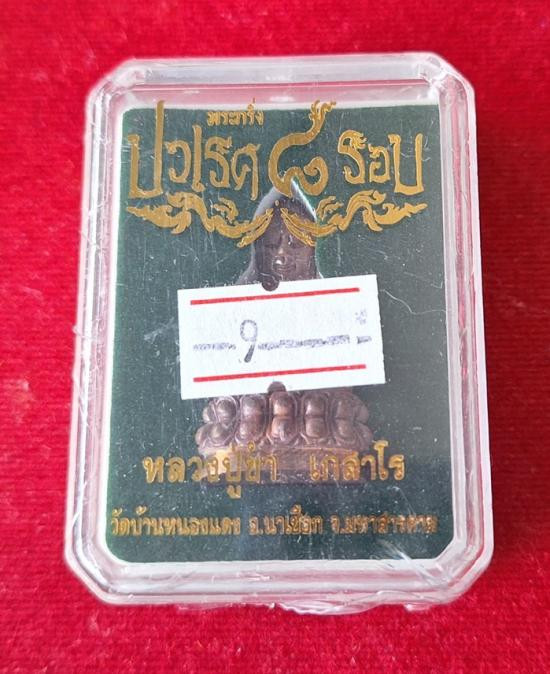 พระกริ่ง
ปวเรศ ๘ รอบ
9
หลวงปู่ขำ เกสาโร
วัดบ้านหนองแดง อ.นาเชือก จ.มหาสารคาม